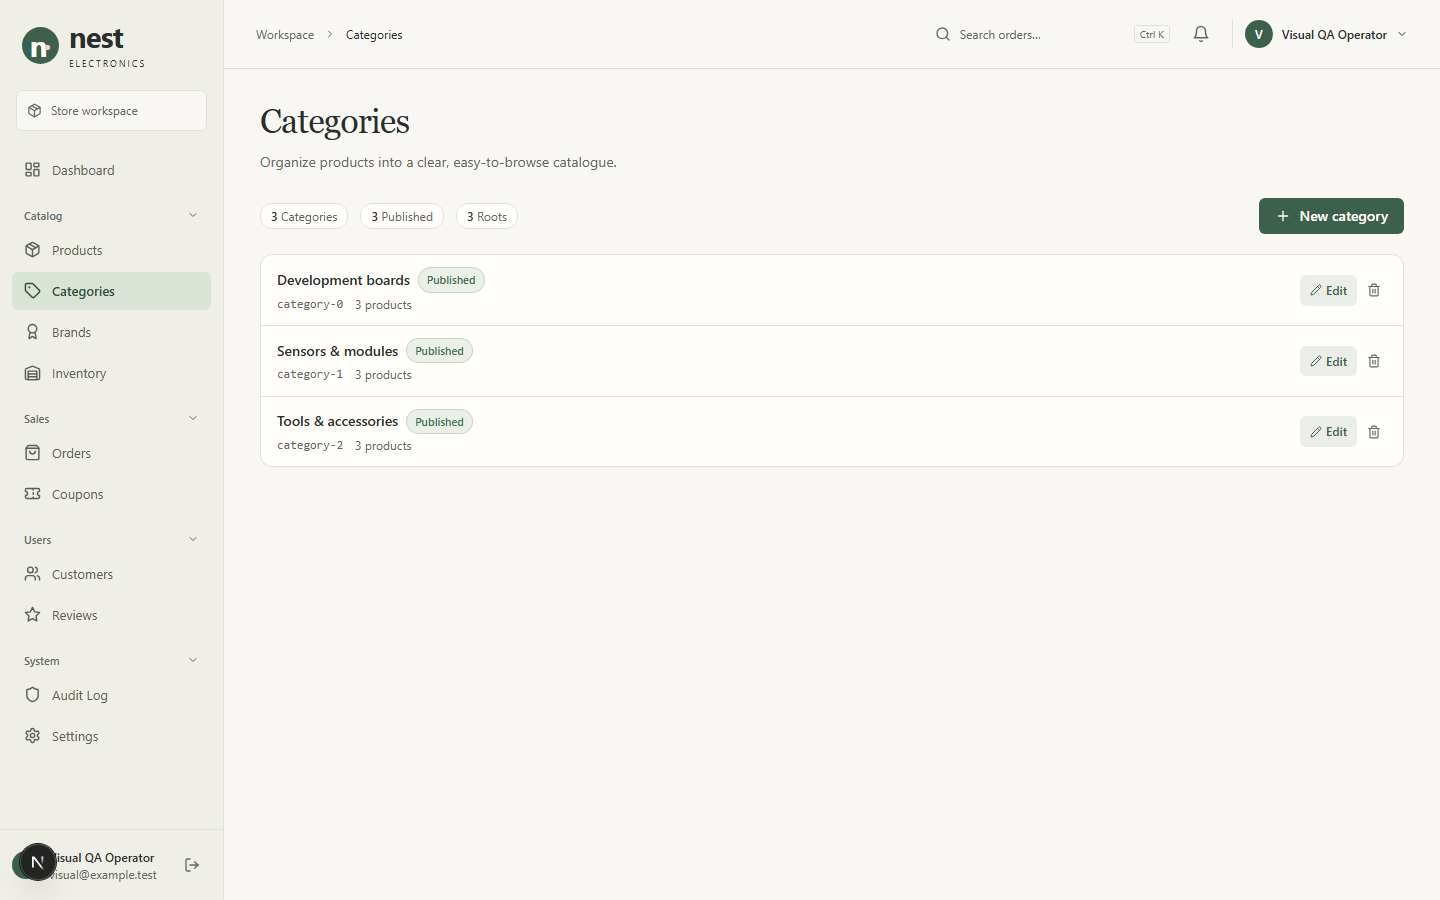 nest
ELECTRONICS
Store workspace
Dashboard
Catalog
Products
Categories
Brands
Inventory
Sales
Orders
Coupons
Users
Customers
Reviews
System
Audit Log
Settings
N
isual QA Operator
visual@example.test
Workspace > Categories
Search orders...
Ctrl K
V
Visual QA Operator
Categories
Organize products into a clear, easy-to-browse catalogue.
3 Categories
3 Published
3 Roots
+ New category
Development boards Published
category-0 3 products
Edit
Sensors & modules Published
category-1 3 products
Edit
Tools & accessories Published
category-2 3 products
Edit